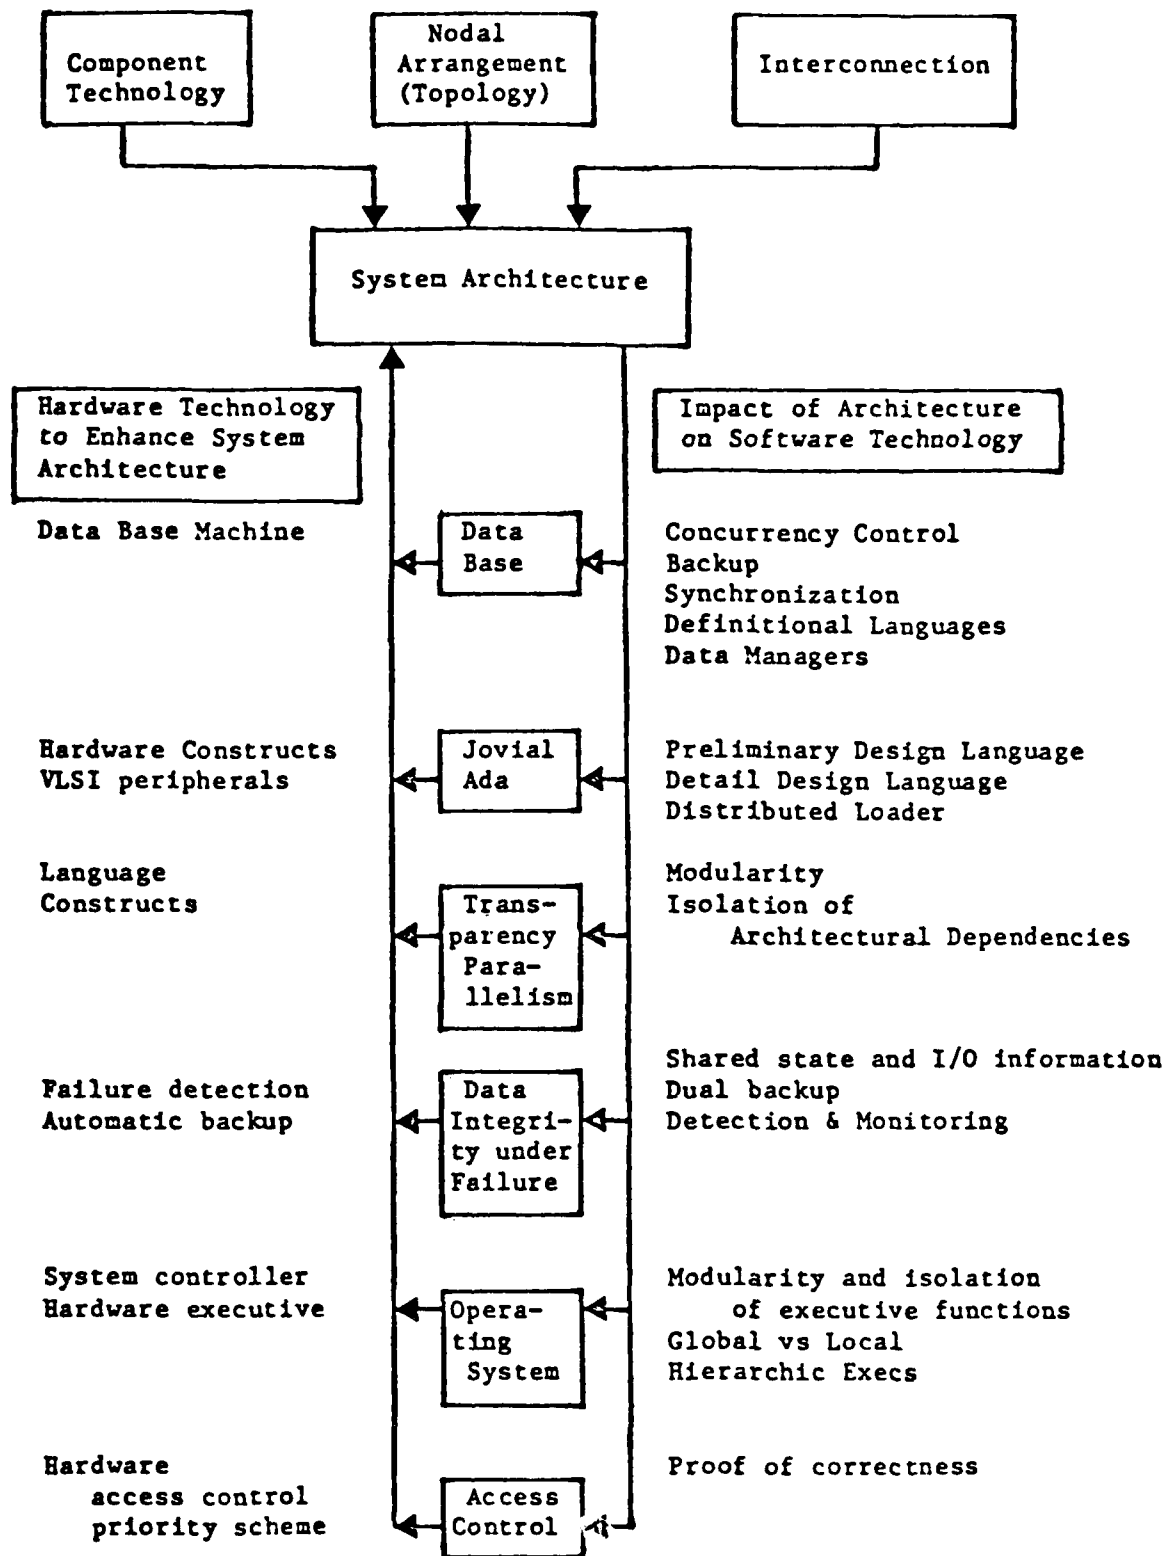 Component
Technology
Nodal
Arrangement
(Topology)
Interconnection
System Architecture
Hardware Technology
to Enhance System
Architecture
Impact of Architecture
on Software Technology
Data Base Machine
Data
Base
Concurrency Control
Backup
Synchronization
Definitional Languages
Data Managers
Hardware Constructs
VLSI peripherals
Jovial
Ada
Preliminary Design Language
Detail Design Language
Distributed Loader
Language
Constructs
Trans-
parency
Para-
llelism
Modularity
Isolation of
Architectural Dependencies
Failure detection
Automatic backup
Data
Integri-
ty under
Failure
Shared state and I/O information
Dual backup
Detection & Monitoring
System controller
Hardware executive
Opera-
ting
System
Modularity and isolation
of executive functions
Global vs Local
Hierarchic Execs
Hardware
access control
priority scheme
Access
Control
Proof of correctness